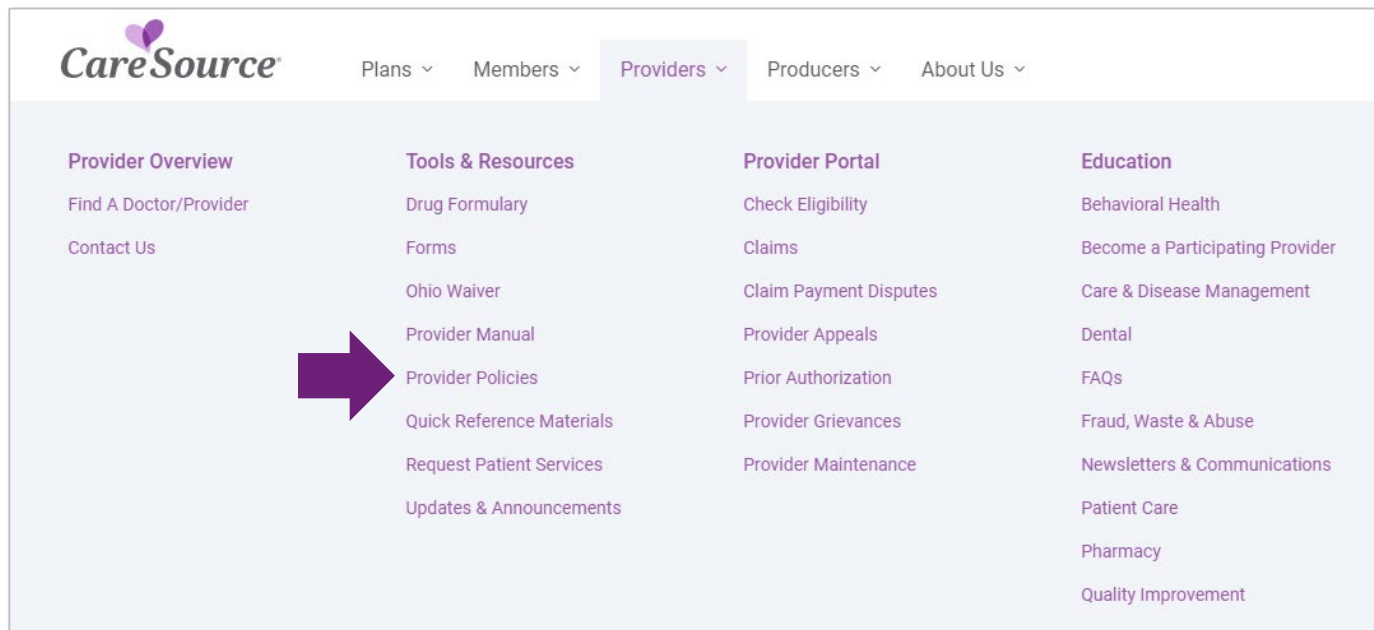 CareSource
Plans
Members
Providers
Producers
About Us
Provider Overview
Find A Doctor/Provider
Contact Us
Tools & Resources
Drug Formulary
Forms
Ohio Waiver
Provider Manual
Provider Policies
Quick Reference Materials
Request Patient Services
Updates & Announcements
Provider Portal
Check Eligibility
Claims
Claim Payment Disputes
Provider Appeals
Prior Authorization
Provider Grievances
Provider Maintenance
Education
Behavioral Health
Become a Participating Provider
Care & Disease Management
Dental
FAQs
Fraud, Waste & Abuse
Newsletters & Communications
Patient Care
Pharmacy
Quality Improvement